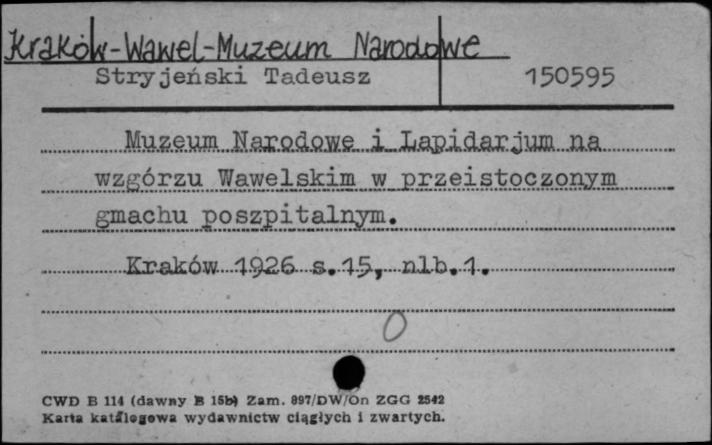 Kraków-Wawel-Muzeum Narodowe
Stryjeński Tadeusz 150595
Muzeum Narodowe i Lapidarjum na
wzgórzu Wawelskim w przeistoczonym
gmachu poszpitalnym.
Kraków 1926 s.15, nlb.1.
0
CWD B 114 (dawny B 15b) Zam. 897/DW/On ZGG 2542
Karta katalogowa wydawnictw ciągłych i zwartych.